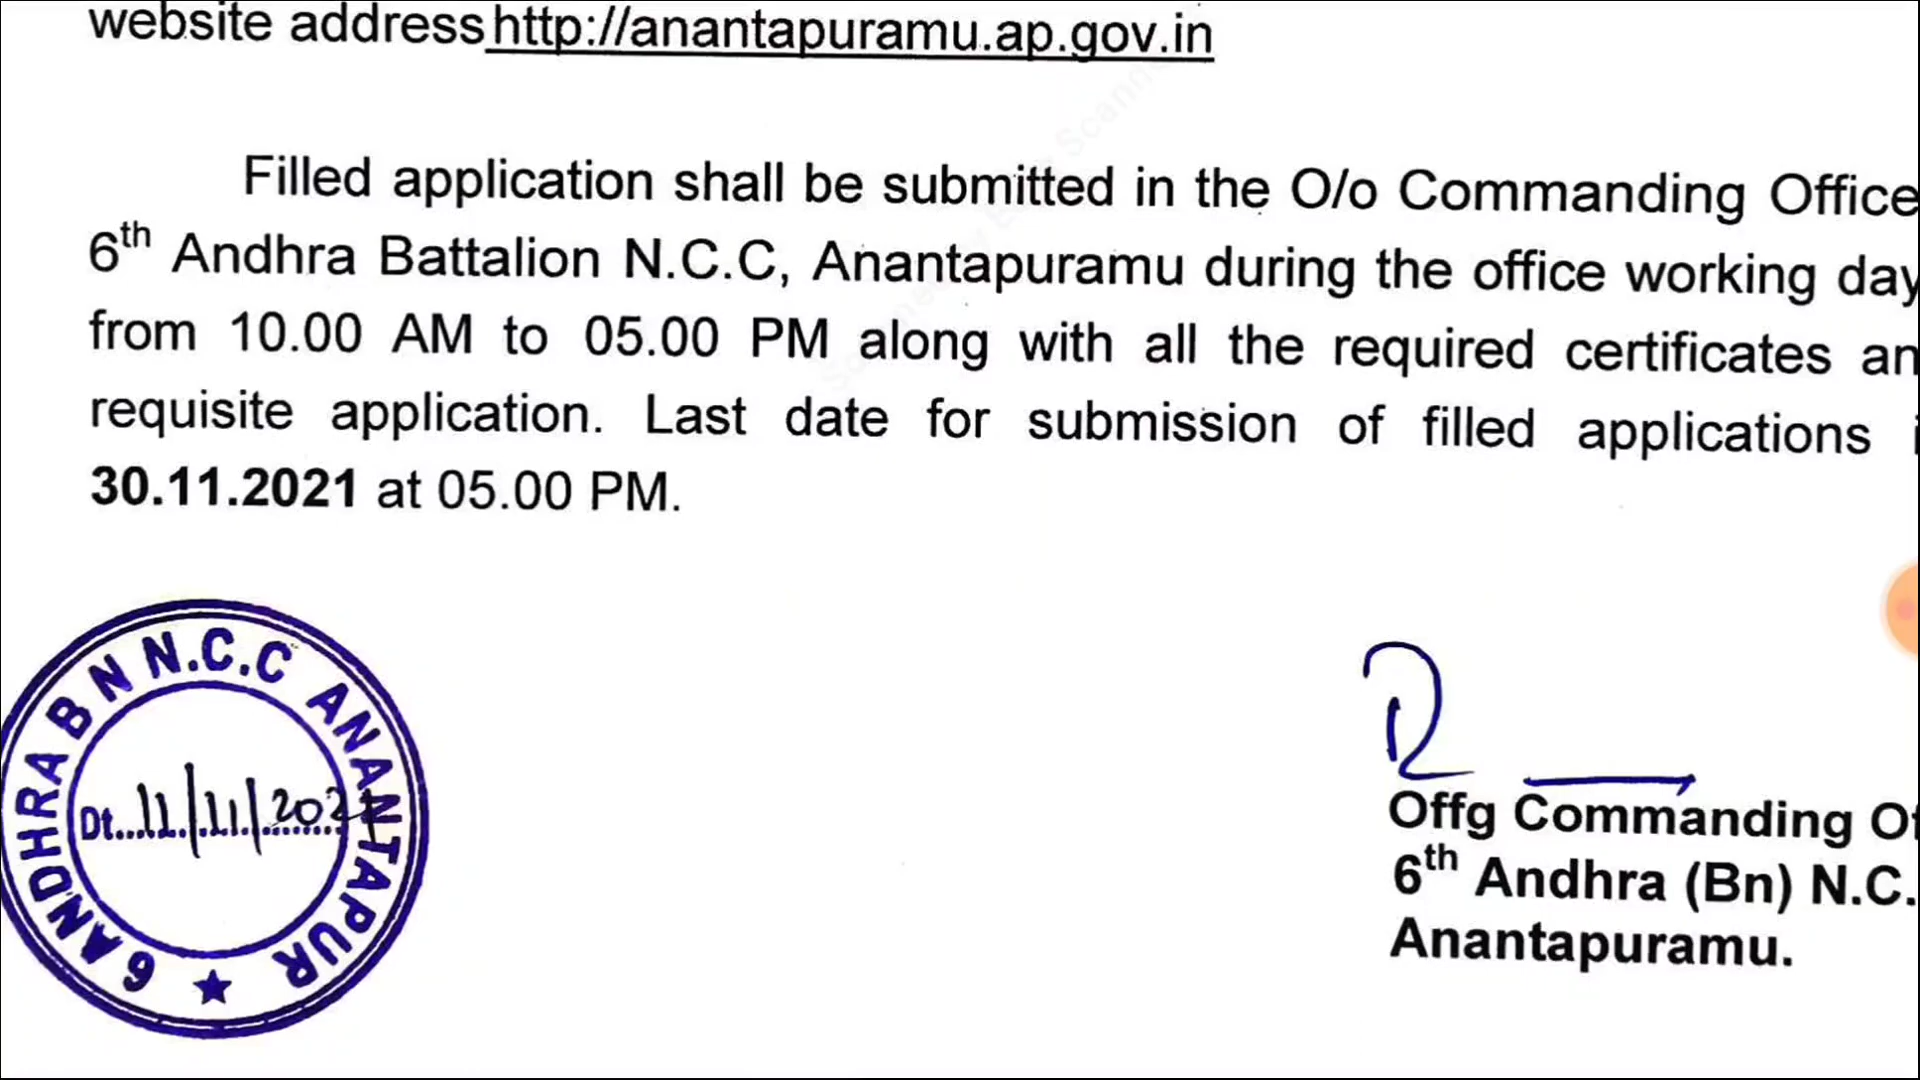 website address http://anantapuramu.ap.gov.in
Filled application shall be submitted in the O/o Commanding Office
6th Andhra Battalion N.C.C, Anantapuramu during the office working day
from 10.00 AM to 05.00 PM along with all the required certificates an
requisite application. Last date for submission of filled applications i
30.11.2021 at 05.00 PM.
6 ANDHRA BN N.C.C ANANTAPUR
Dt...11/11/2021
Offg Commanding Of
6th Andhra (Bn) N.C.
Anantapuramu.